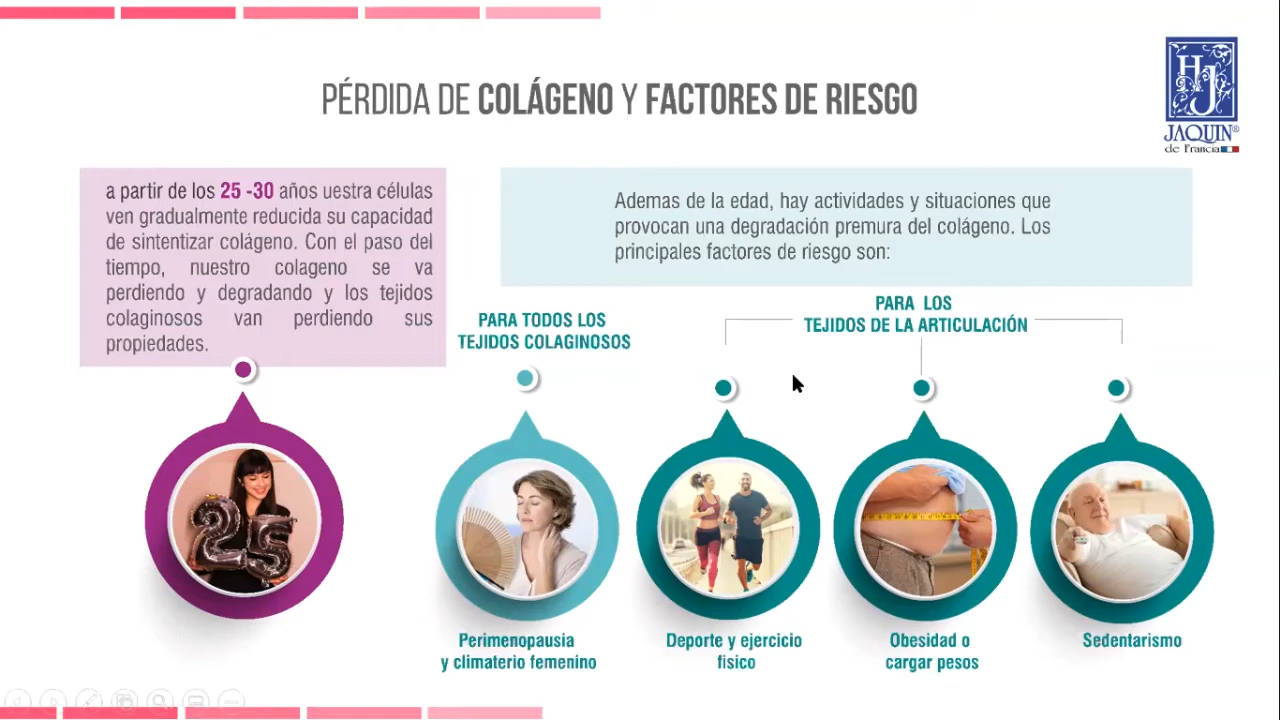 PÉRDIDA DE COLÁGENO Y FACTORES DE RIESGO
HJ
JAQUIN®
de Francia
a partir de los 25 -30 años uestra células
ven gradualmente reducida su capacidad
de sintentizar colágeno. Con el paso del
tiempo, nuestro colageno se va
perdiendo y degradando y los tejidos
colaginosos van perdiendo sus
propiedades.
Ademas de la edad, hay actividades y situaciones que
provocan una degradación premura del colágeno. Los
principales factores de riesgo son:
PARA TODOS LOS
TEJIDOS COLAGINOSOS
PARA LOS
TEJIDOS DE LA ARTICULACIÓN
25
Perimenopausia
y climaterio femenino
Deporte y ejercicio
fisico
Obesidad o
cargar pesos
Sedentarismo